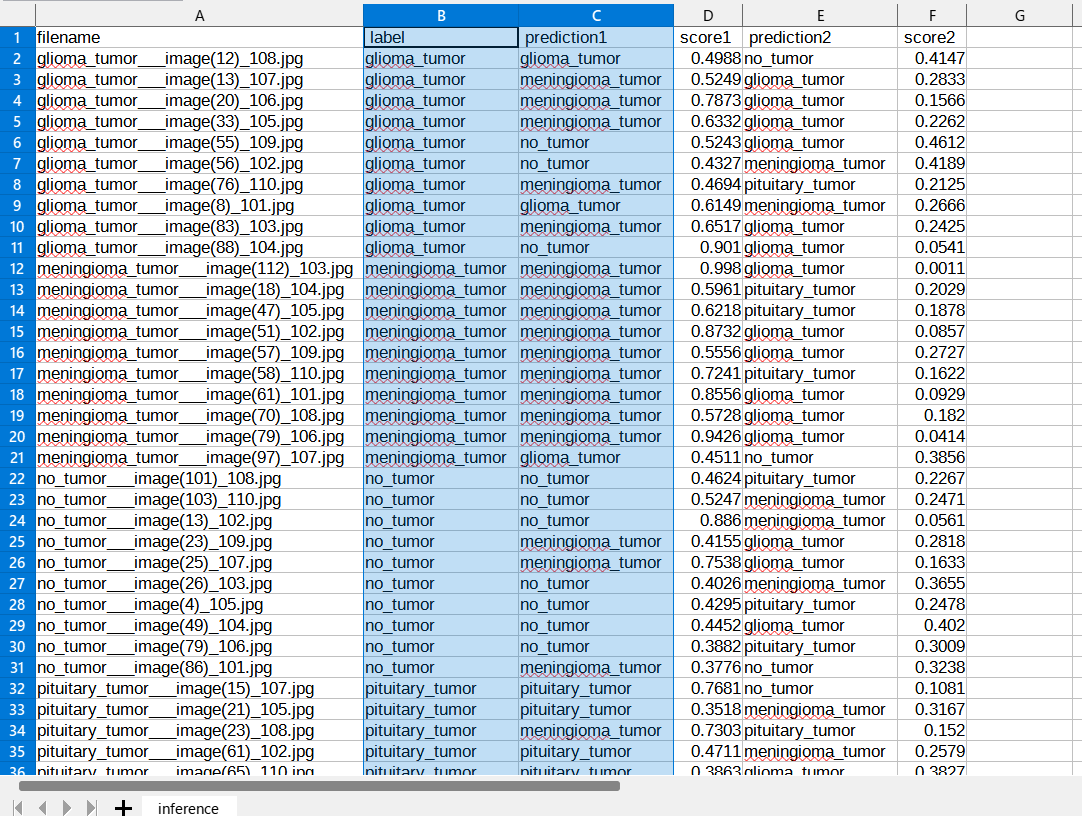 A B C D E F G
1 filename label prediction1 score1 prediction2 score2
2 glioma_tumor___image(12)_108.jpg glioma_tumor glioma_tumor 0.4988 no_tumor 0.4147
3 glioma_tumor___image(13)_107.jpg glioma_tumor meningioma_tumor 0.5249 glioma_tumor 0.2833
4 glioma_tumor___image(20)_106.jpg glioma_tumor meningioma_tumor 0.7873 glioma_tumor 0.1566
5 glioma_tumor___image(33)_105.jpg glioma_tumor meningioma_tumor 0.6332 glioma_tumor 0.2262
6 glioma_tumor___image(55)_109.jpg glioma_tumor no_tumor 0.5243 glioma_tumor 0.4612
7 glioma_tumor___image(56)_102.jpg glioma_tumor no_tumor 0.4327 meningioma_tumor 0.4189
8 glioma_tumor___image(76)_110.jpg glioma_tumor meningioma_tumor 0.4694 pituitary_tumor 0.2125
9 glioma_tumor___image(8)_101.jpg glioma_tumor glioma_tumor 0.6149 meningioma_tumor 0.2666
10 glioma_tumor___image(83)_103.jpg glioma_tumor meningioma_tumor 0.6517 glioma_tumor 0.2425
11 glioma_tumor___image(88)_104.jpg glioma_tumor no_tumor 0.901 glioma_tumor 0.0541
12 meningioma_tumor___image(112)_103.jpg meningioma_tumor meningioma_tumor 0.998 glioma_tumor 0.0011
13 meningioma_tumor___image(18)_104.jpg meningioma_tumor meningioma_tumor 0.5961 pituitary_tumor 0.2029
14 meningioma_tumor___image(47)_105.jpg meningioma_tumor meningioma_tumor 0.6218 pituitary_tumor 0.1878
15 meningioma_tumor___image(51)_102.jpg meningioma_tumor meningioma_tumor 0.8732 glioma_tumor 0.0857
16 meningioma_tumor___image(57)_109.jpg meningioma_tumor meningioma_tumor 0.5556 glioma_tumor 0.2727
17 meningioma_tumor___image(58)_110.jpg meningioma_tumor meningioma_tumor 0.7241 pituitary_tumor 0.1622
18 meningioma_tumor___image(61)_101.jpg meningioma_tumor meningioma_tumor 0.8556 glioma_tumor 0.0929
19 meningioma_tumor___image(70)_108.jpg meningioma_tumor meningioma_tumor 0.5728 glioma_tumor 0.182
20 meningioma_tumor___image(79)_106.jpg meningioma_tumor meningioma_tumor 0.9426 glioma_tumor 0.0414
21 meningioma_tumor___image(97)_107.jpg meningioma_tumor glioma_tumor 0.4511 no_tumor 0.3856
22 no_tumor___image(101)_108.jpg no_tumor no_tumor 0.4624 pituitary_tumor 0.2267
23 no_tumor___image(103)_110.jpg no_tumor no_tumor 0.5247 meningioma_tumor 0.2471
24 no_tumor___image(13)_102.jpg no_tumor no_tumor 0.886 meningioma_tumor 0.0561
25 no_tumor___image(23)_109.jpg no_tumor meningioma_tumor 0.4155 glioma_tumor 0.2818
26 no_tumor___image(25)_107.jpg no_tumor meningioma_tumor 0.7538 glioma_tumor 0.1633
27 no_tumor___image(26)_103.jpg no_tumor no_tumor 0.4026 meningioma_tumor 0.3655
28 no_tumor___image(4)_105.jpg no_tumor no_tumor 0.4295 pituitary_tumor 0.2478
29 no_tumor___image(49)_104.jpg no_tumor no_tumor 0.4452 glioma_tumor 0.402
30 no_tumor___image(79)_106.jpg no_tumor no_tumor 0.3882 pituitary_tumor 0.3009
31 no_tumor___image(86)_101.jpg no_tumor meningioma_tumor 0.3776 no_tumor 0.3238
32 pituitary_tumor___image(15)_107.jpg pituitary_tumor pituitary_tumor 0.7681 no_tumor 0.1081
33 pituitary_tumor___image(21)_105.jpg pituitary_tumor pituitary_tumor 0.3518 meningioma_tumor 0.3167
34 pituitary_tumor___image(23)_108.jpg pituitary_tumor meningioma_tumor 0.7303 pituitary_tumor 0.152
35 pituitary_tumor___image(61)_102.jpg pituitary_tumor pituitary_tumor 0.4711 meningioma_tumor 0.2579
36 pituitary_tumor___image(65)_110.jpg pituitary_tumor pituitary_tumor 0.3863 glioma_tumor 0.3827
inference